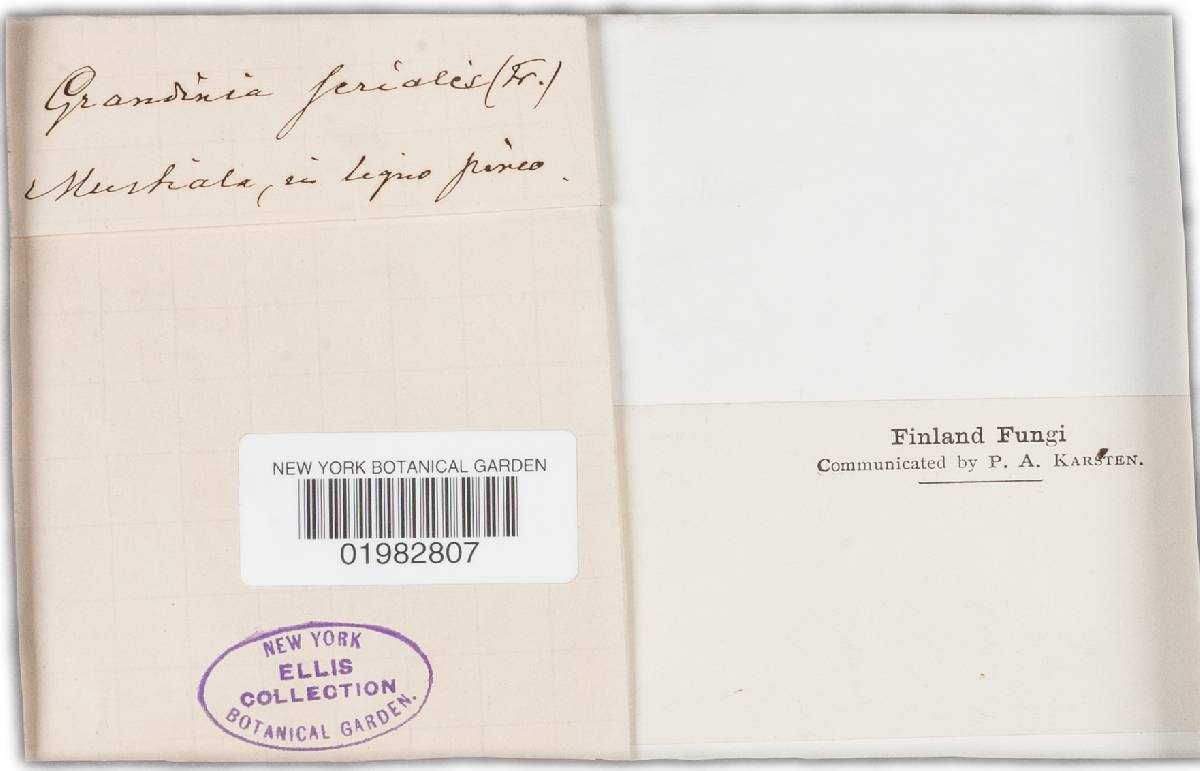 Grandinia serialis (Fr.)
Mustiala, in ligno pineo.
NEW YORK BOTANICAL GARDEN
01982807
NEW YORK
ELLIS
COLLECTION
BOTANICAL GARDEN.
Finland Fungi
Communicated by P. A. KARSTEN.